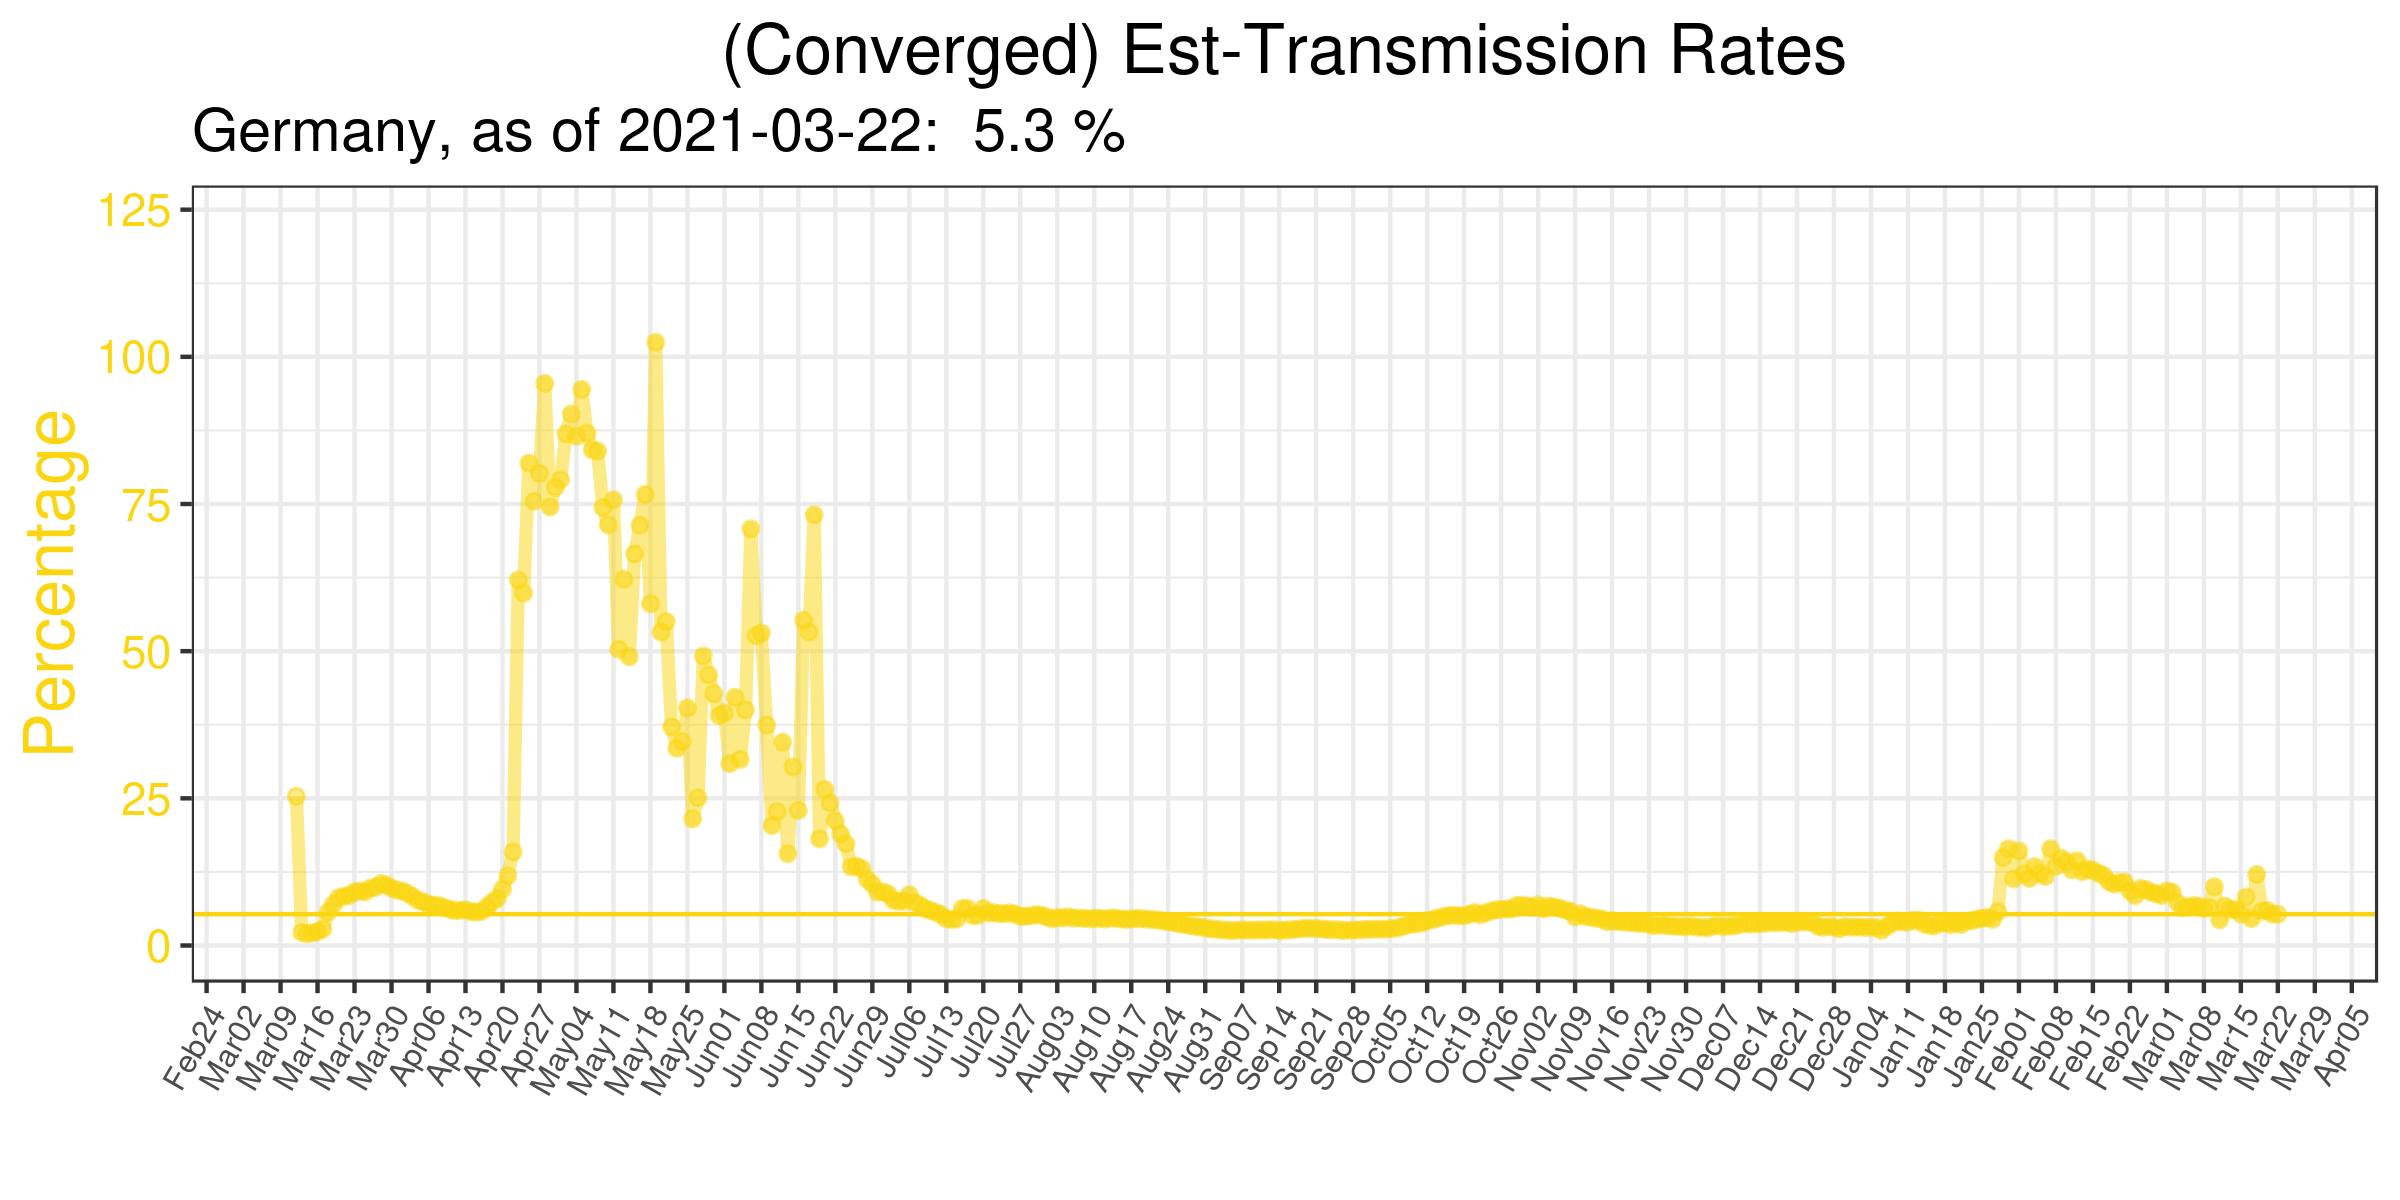 (Converged) Est-Transmission Rates
Germany, as of 2021-03-22:  5.3 %
Percentage
125
100
75
50
25
0
Feb24
Mar02
Mar09
Mar16
Mar23
Mar30
Apr06
Apr13
Apr20
Apr27
May04
May11
May18
May25
Jun01
Jun08
Jun15
Jun22
Jun29
Jul06
Jul13
Jul20
Jul27
Aug03
Aug10
Aug17
Aug24
Aug31
Sep07
Sep14
Sep21
Sep28
Oct05
Oct12
Oct19
Oct26
Nov02
Nov09
Nov16
Nov23
Nov30
Dec07
Dec14
Dec21
Dec28
Jan04
Jan11
Jan18
Jan25
Feb01
Feb08
Feb15
Feb22
Mar01
Mar08
Mar15
Mar22
Mar29
Apr05